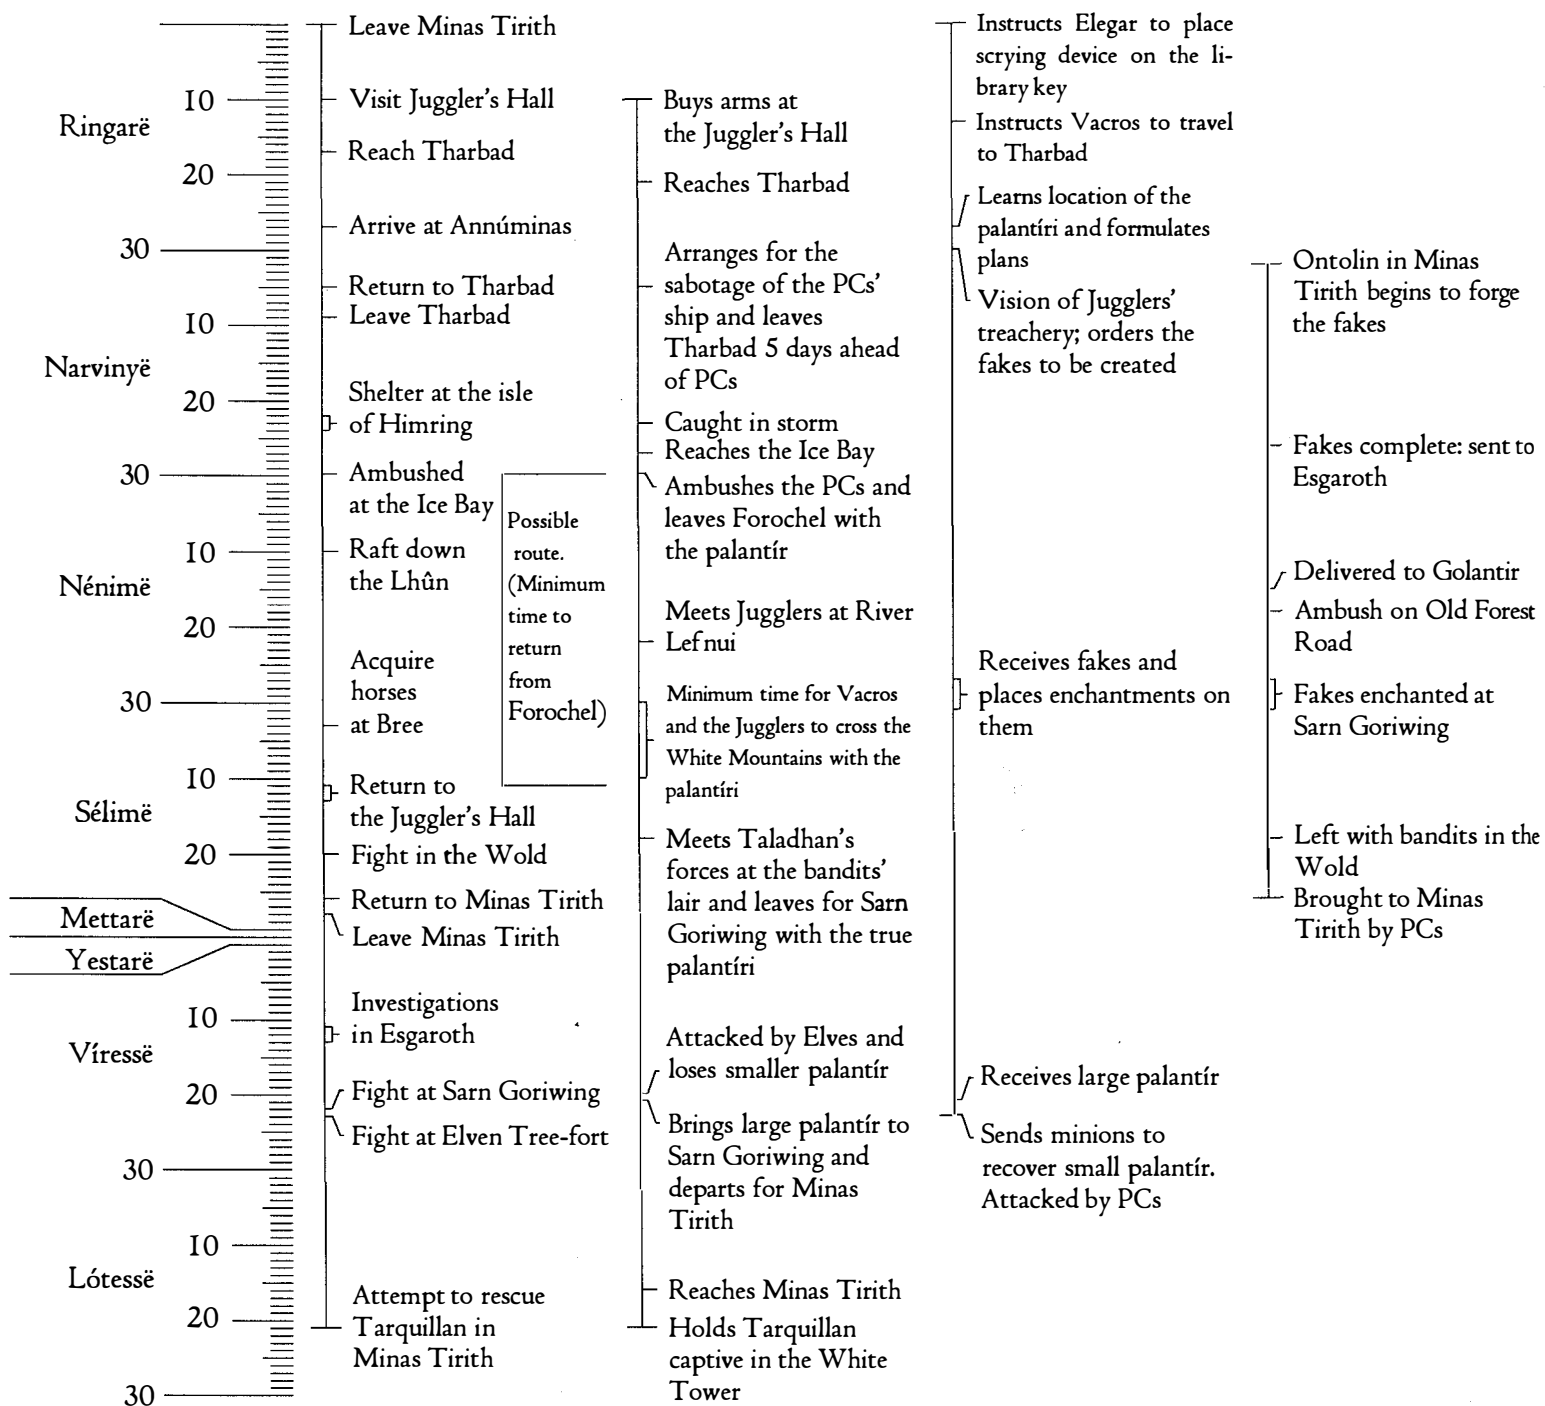 Ringarë
10
20
30
Narvinyë
10
20
30
Nénimë
10
20
30
Sélimë
10
20
Mettarë
Yestarë
Víressë
10
20
30
Lótessë
10
20
30
Leave Minas Tirith
Visit Juggler's Hall
Reach Tharbad
Arrive at Annúminas
Return to Tharbad
Leave Tharbad
Shelter at the isle
of Himring
Ambushed
at the Ice Bay
Raft down
the Lhûn
Acquire
horses
at Bree
Return to
the Juggler's Hall
Fight in the Wold
Return to Minas Tirith
Leave Minas Tirith
Investigations
in Esgaroth
Fight at Sarn Goriwing
Fight at Elven Tree-fort
Attempt to rescue
Tarquillan in
Minas Tirith
Possible
route.
(Minimum
time to
return
from
Forochel)
Buys arms at
the Juggler's Hall
Reaches Tharbad
Arranges for the
sabotage of the PCs'
ship and leaves
Tharbad 5 days ahead
of PCs
Caught in storm
Reaches the Ice Bay
Ambushes the PCs and
leaves Forochel with
the palantír
Meets Jugglers at River
Lefnui
Minimum time for Vacros
and the Jugglers to cross the
White Mountains with the
palantíri
Meets Taladhan's
forces at the bandits'
lair and leaves for Sarn
Goriwing with the true
palantíri
Attacked by Elves and
loses smaller palantír
Brings large palantír to
Sarn Goriwing and
departs for Minas
Tirith
Reaches Minas Tirith
Holds Tarquillan
captive in the White
Tower
Instructs Elegar to place
scrying device on the li-
brary key
Instructs Vacros to travel
to Tharbad
Learns location of the
palantíri and formulates
plans
Vision of Jugglers'
treachery; orders the
fakes to be created
Receives fakes and
places enchantments on
them
Receives large palantír
Sends minions to
recover small palantír.
Attacked by PCs
Ontolin in Minas
Tirith begins to forge
the fakes
Fakes complete: sent to
Esgaroth
Delivered to Golantir
Ambush on Old Forest
Road
Fakes enchanted at
Sarn Goriwing
Left with bandits in the
Wold
Brought to Minas
Tirith by PCs